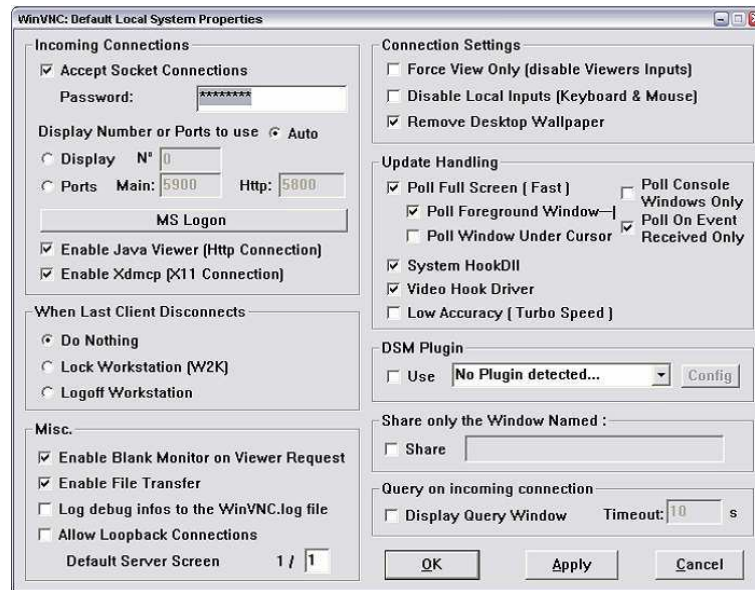 WinVNC: Default Local System Properties
Incoming Connections
Accept Socket Connections
Password: ********
Display Number or Ports to use Auto
Display N° 0
Ports Main: 5900 Http: 5800
MS Logon
Enable Java Viewer (Http Connection)
Enable Xdmcp (X11 Connection)
When Last Client Disconnects
Do Nothing
Lock Workstation (W2K)
Logoff Workstation
Misc.
Enable Blank Monitor on Viewer Request
Enable File Transfer
Log debug infos to the WinVNC.log file
Allow Loopback Connections
Default Server Screen 1 / 1
Connection Settings
Force View Only (disable Viewers Inputs)
Disable Local Inputs (Keyboard & Mouse)
Remove Desktop Wallpaper
Update Handling
Poll Full Screen ( Fast )
Poll Foreground Window—|
Poll Window Under Cursor
Poll Console
Windows Only
Poll On Event
Received Only
System HookDll
Video Hook Driver
Low Accuracy ( Turbo Speed )
DSM Plugin
Use No Plugin detected... Config
Share only the Window Named :
Share
Query on incoming connection
Display Query Window Timeout: 10 s
OK Apply Cancel